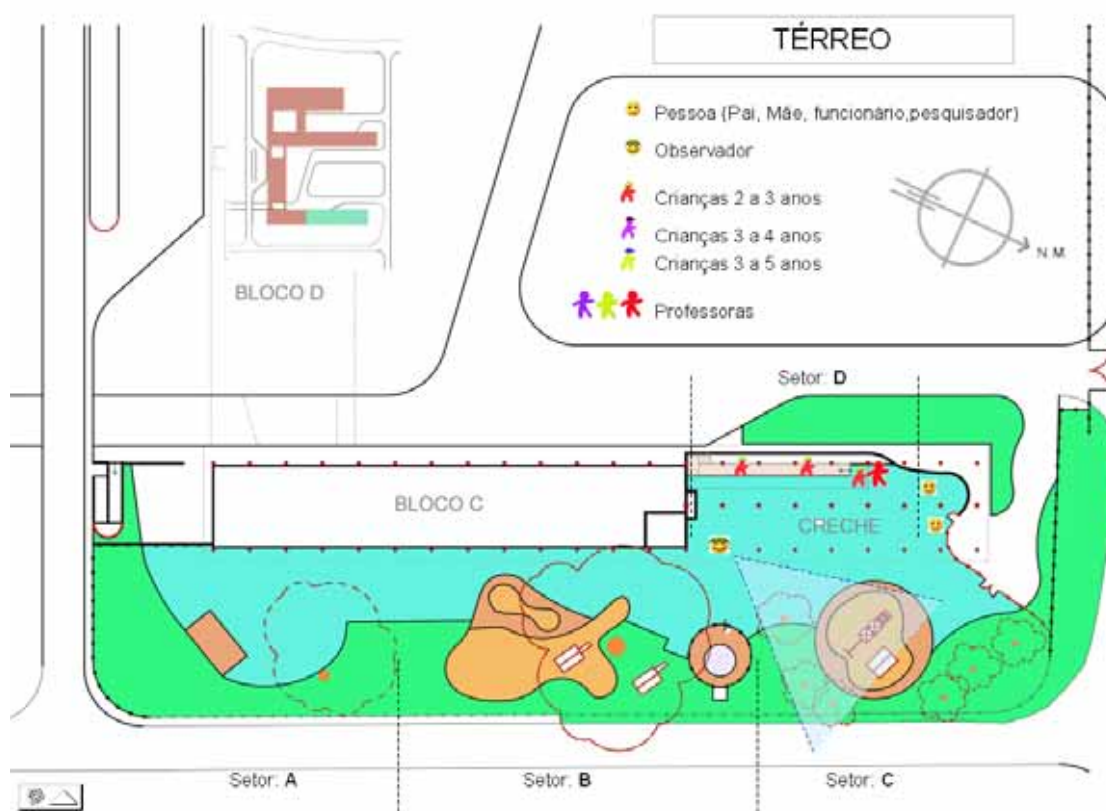 TÉRREO
Pessoa (Pai, Mãe, funcionário,pesquisador)
Observador
Crianças 2 a 3 anos
Crianças 3 a 4 anos
Crianças 3 a 5 anos
Professoras
N.M.
BLOCO D
Setor: D
BLOCO C
CRECHE
Setor: A
Setor: B
Setor: C